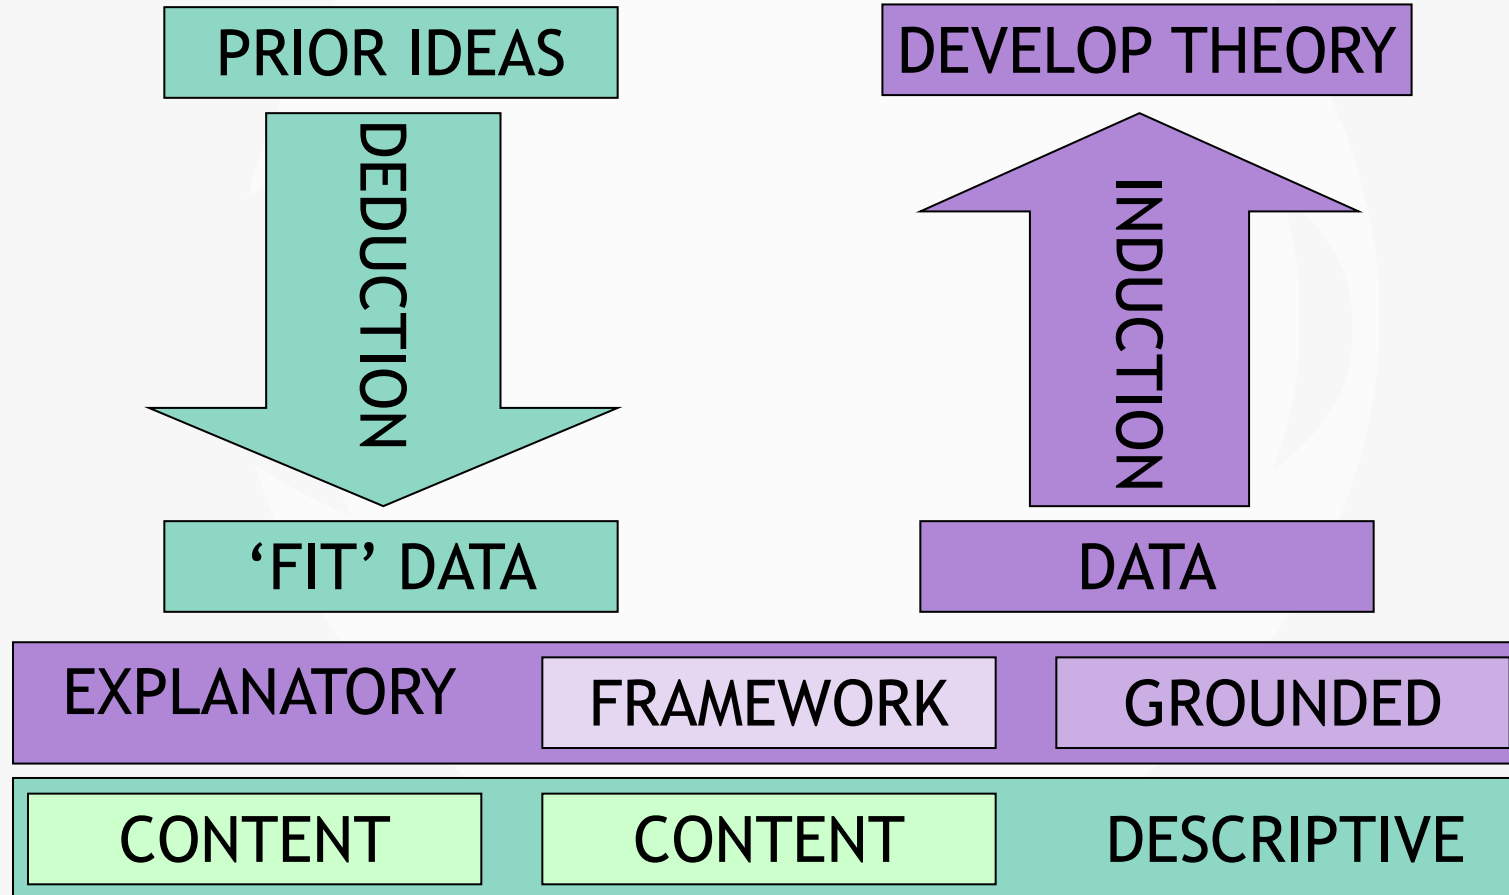 PRIOR IDEAS
DEVELOP THEORY
DEDUCTION
INDUCTION
‘FIT’ DATA
DATA
EXPLANATORY
FRAMEWORK
GROUNDED
CONTENT
CONTENT
DESCRIPTIVE